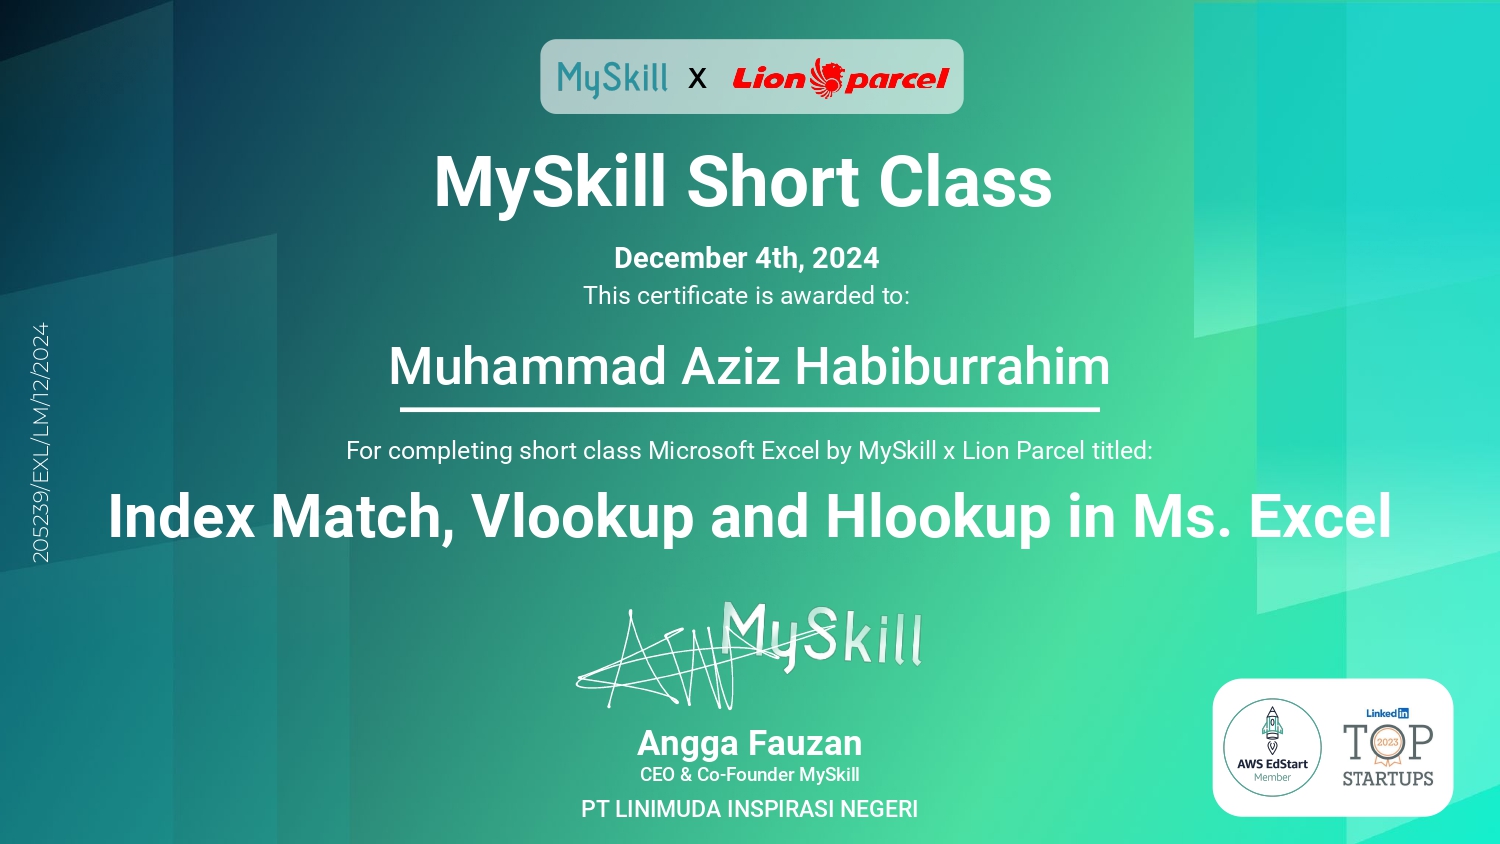 MySkill X Lion parcel
MySkill Short Class
December 4th, 2024
This certificate is awarded to:
Muhammad Aziz Habiburrahim
For completing short class Microsoft Excel by MySkill x Lion Parcel titled:
Index Match, Vlookup and Hlookup in Ms. Excel
205239/EXL/LM/12/2024
MySkill
Angga Fauzan
CEO & Co-Founder MySkill
PT LINIMUDA INSPIRASI NEGERI
AWS EdStart
Member
Linked in
TOP
2023
STARTUPS